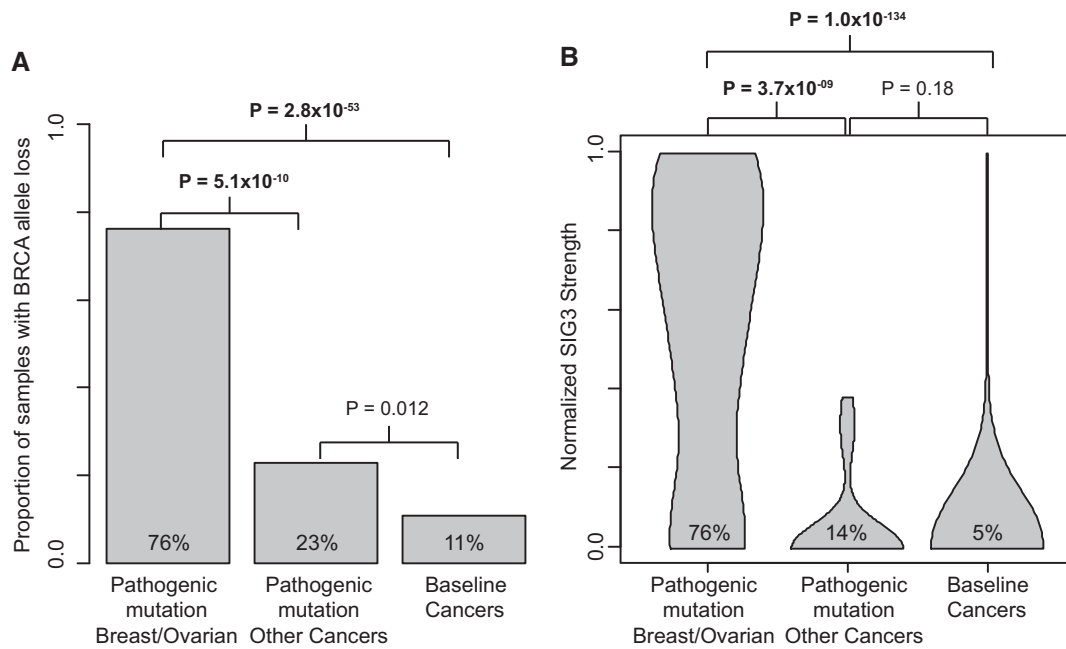 A
P = 2.8x10⁻⁵³
P = 5.1x10⁻¹⁰
P = 0.012
1.0
0.0
Proportion of samples with BRCA allele loss
76%
23%
11%
Pathogenic
mutation
Breast/Ovarian
Pathogenic
mutation
Other Cancers
Baseline
Cancers
B
P = 1.0x10⁻¹³⁴
P = 3.7x10⁻⁰⁹
P = 0.18
1.0
0.0
Normalized SIG3 Strength
76%
14%
5%
Pathogenic
mutation
Breast/Ovarian
Pathogenic
mutation
Other Cancers
Baseline
Cancers